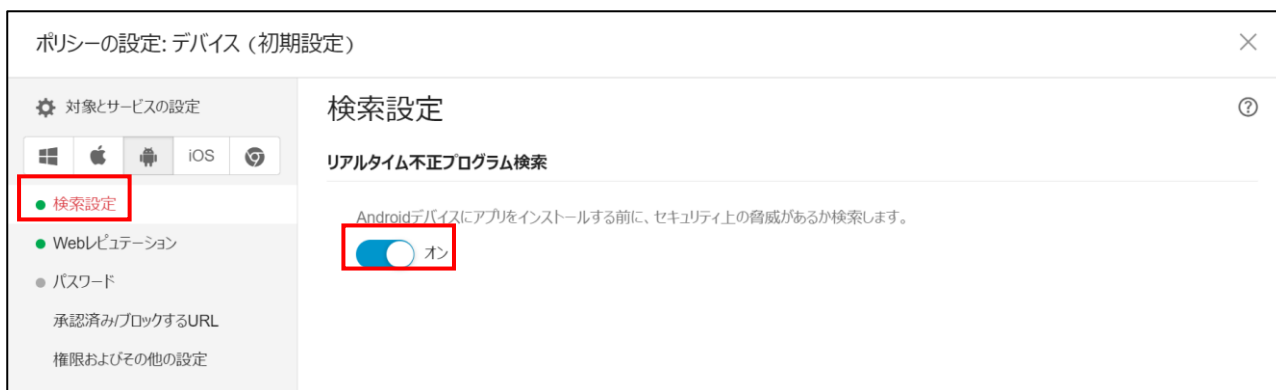 ポリシーの設定: デバイス (初期設定)
対象とサービスの設定
iOS
検索設定
Webレピュテーション
パスワード
承認済み/ブロックするURL
権限およびその他の設定
検索設定
リアルタイム不正プログラム検索
Androidデバイスにアプリをインストールする前に、セキュリティ上の脅威があるか検索します。
オン